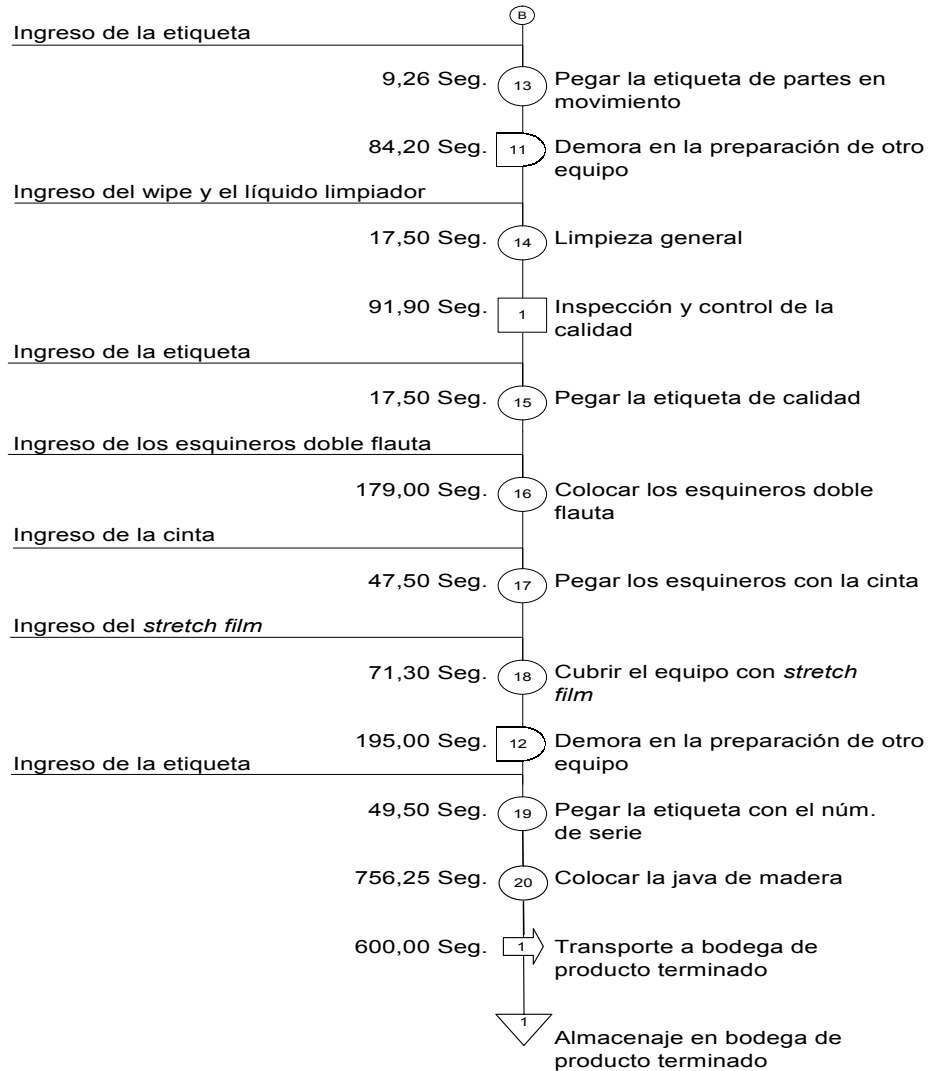 B
Ingreso de la etiqueta
9,26 Seg. 13 Pegar la etiqueta de partes en
movimiento
84,20 Seg. 11 Demora en la preparación de otro
equipo
Ingreso del wipe y el líquido limpiador
17,50 Seg. 14 Limpieza general
91,90 Seg. 1 Inspección y control de la
calidad
Ingreso de la etiqueta
17,50 Seg. 15 Pegar la etiqueta de calidad
Ingreso de los esquineros doble flauta
179,00 Seg. 16 Colocar los esquineros doble
flauta
Ingreso de la cinta
47,50 Seg. 17 Pegar los esquineros con la cinta
Ingreso del stretch film
71,30 Seg. 18 Cubrir el equipo con stretch
film
195,00 Seg. 12 Demora en la preparación de otro
equipo
Ingreso de la etiqueta
49,50 Seg. 19 Pegar la etiqueta con el núm.
de serie
756,25 Seg. 20 Colocar la java de madera
600,00 Seg. 1 Transporte a bodega de
producto terminado
1
Almacenaje en bodega de
producto terminado